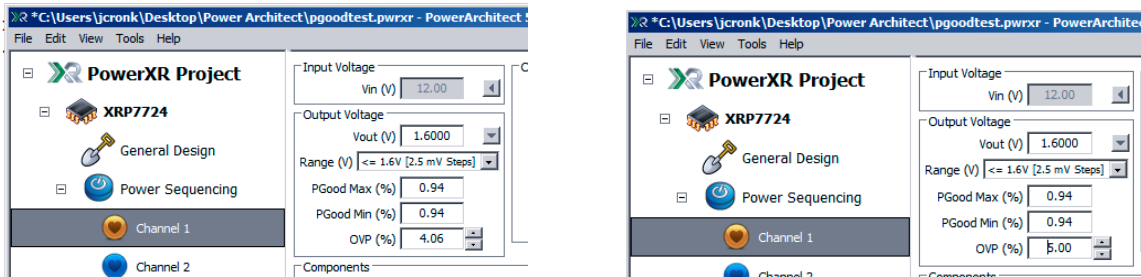 *C:\Users\jcronk\Desktop\Power Architect\pgoodtest.pwrxr - PowerArchitect
File Edit View Tools Help
PowerXR Project
XRP7724
General Design
Power Sequencing
Channel 1
Channel 2
Input Voltage
Vin (V) 12.00
Output Voltage
Vout (V) 1.6000
Range (V) <= 1.6V [2.5 mV Steps]
PGood Max (%) 0.94
PGood Min (%) 0.94
OVP (%) 4.06
Components
*C:\Users\jcronk\Desktop\Power Architect\pgoodtest.pwrxr - PowerArchitec
File Edit View Tools Help
PowerXR Project
XRP7724
General Design
Power Sequencing
Channel 1
Channel 2
Input Voltage
Vin (V) 12.00
Output Voltage
Vout (V) 1.6000
Range (V) <= 1.6V [2.5 mV Steps]
PGood Max (%) 0.94
PGood Min (%) 0.94
OVP (%) 5.00
Components